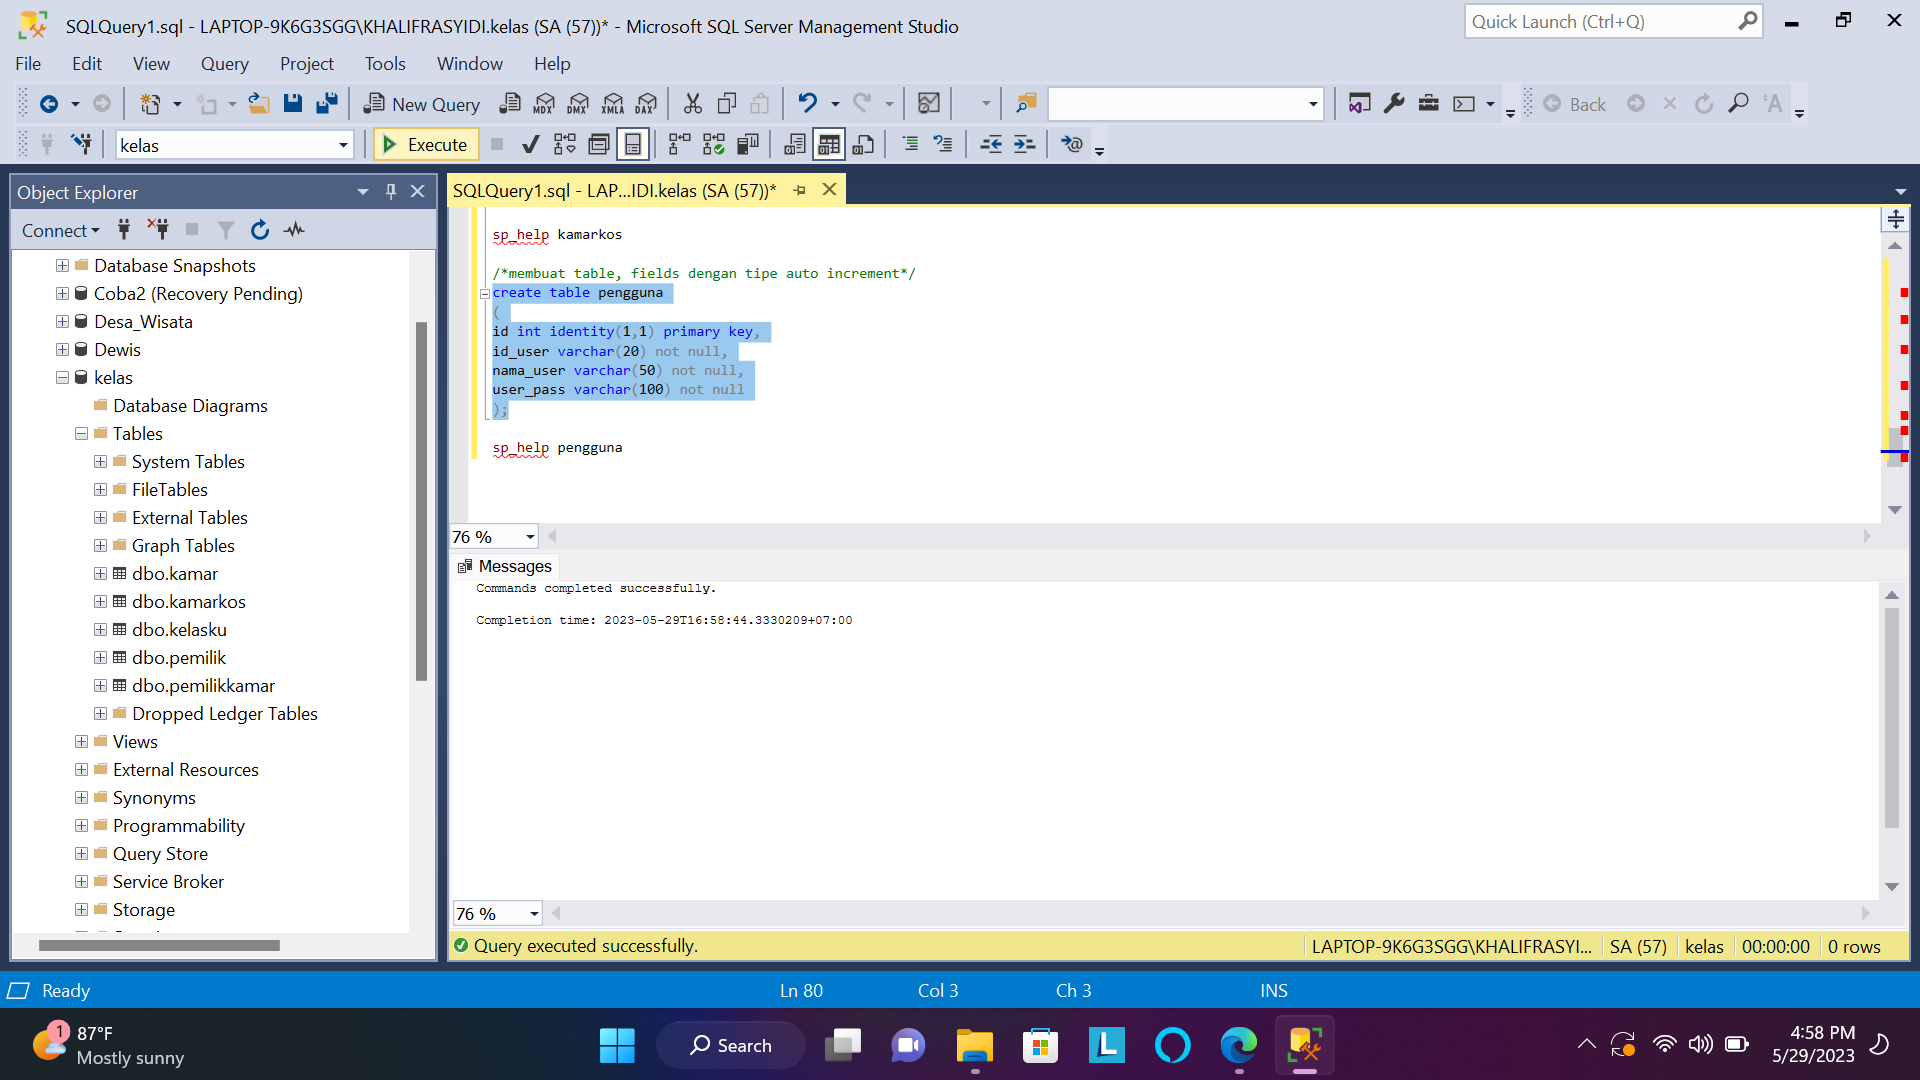 SQLQuery1.sql - LAPTOP-9K6G3SGG\KHALIFRASYIDI.kelas (SA (57))* - Microsoft SQL Server Management Studio
Quick Launch (Ctrl+Q)
File Edit View Query Project Tools Window Help
New Query MDX DMX XMLA DAX Back
kelas Execute
Object Explorer
SQLQuery1.sql - LAP...IDI.kelas (SA (57))*
Connect
Database Snapshots
Coba2 (Recovery Pending)
Desa_Wisata
Dewis
kelas
Database Diagrams
Tables
System Tables
FileTables
External Tables
Graph Tables
dbo.kamar
dbo.kamarkos
dbo.kelasku
dbo.pemilik
dbo.pemilikkamar
Dropped Ledger Tables
Views
External Resources
Synonyms
Programmability
Query Store
Service Broker
Storage
sp_help kamarkos
/*membuat table, fields dengan tipe auto increment*/
create table pengguna
(
id int identity(1,1) primary key,
id_user varchar(20) not null,
nama_user varchar(50) not null,
user_pass varchar(100) not null
);
sp_help pengguna
76 %
Messages
Commands completed successfully.
Completion time: 2023-05-29T16:58:44.3330209+07:00
76 %
Query executed successfully. LAPTOP-9K6G3SGG\KHALIFRASYI... SA (57) kelas 00:00:00 0 rows
Ready Ln 80 Col 3 Ch 3 INS
1
87°F
Mostly sunny
Search
L
4:58 PM
5/29/2023